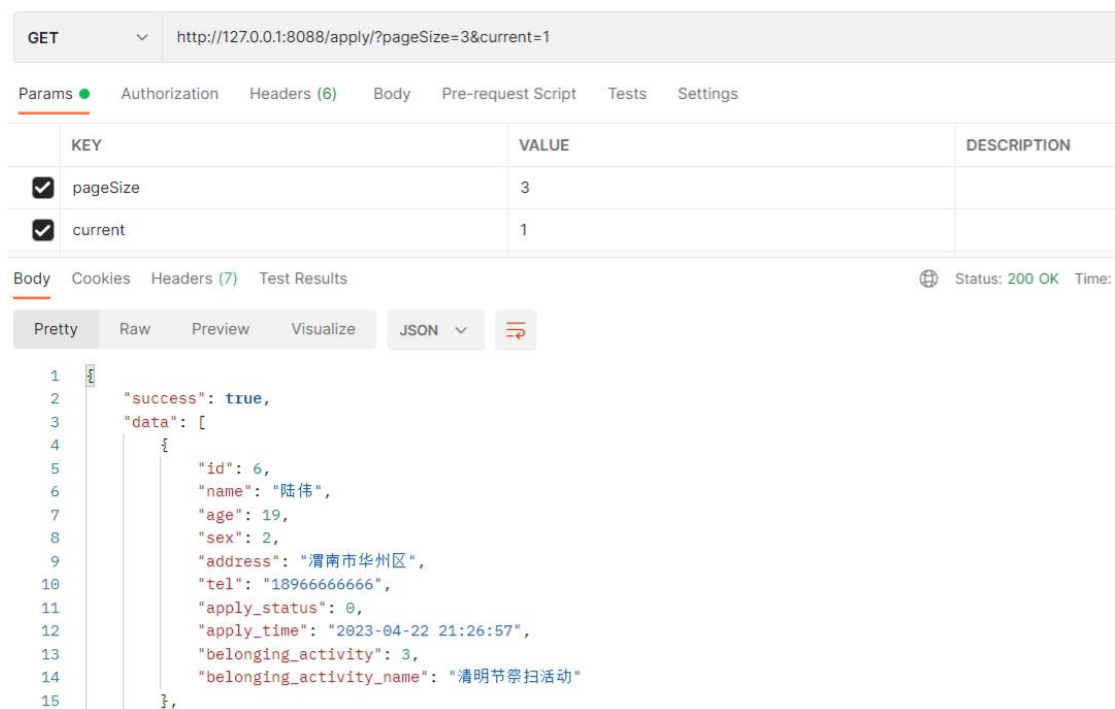 GET http://127.0.0.1:8088/apply/?pageSize=3&current=1
Params Authorization Headers (6) Body Pre-request Script Tests Settings
KEY VALUE DESCRIPTION
pageSize 3
current 1
Body Cookies Headers (7) Test Results Status: 200 OK Time:
Pretty Raw Preview Visualize JSON
1 {
2 "success": true,
3 "data": [
4 {
5 "id": 6,
6 "name": "陆伟",
7 "age": 19,
8 "sex": 2,
9 "address": "渭南市华州区",
10 "tel": "18966666666",
11 "apply_status": 0,
12 "apply_time": "2023-04-22 21:26:57",
13 "belonging_activity": 3,
14 "belonging_activity_name": "清明节祭扫活动"
15 },